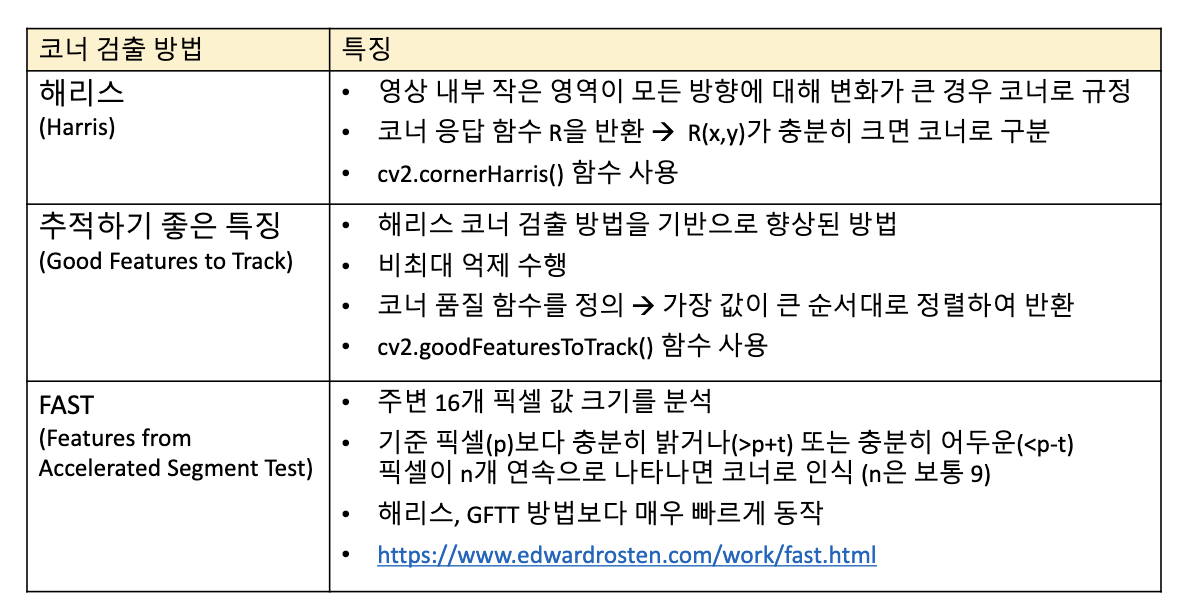 코너 검출 방법
특징
해리스
(Harris)
• 영상 내부 작은 영역이 모든 방향에 대해 변화가 큰 경우 코너로 규정
• 코너 응답 함수 R을 반환 → R(x,y)가 충분히 크면 코너로 구분
• cv2.cornerHarris() 함수 사용
추적하기 좋은 특징
(Good Features to Track)
• 해리스 코너 검출 방법을 기반으로 향상된 방법
• 비최대 억제 수행
• 코너 품질 함수를 정의 → 가장 값이 큰 순서대로 정렬하여 반환
• cv2.goodFeaturesToTrack() 함수 사용
FAST
(Features from
Accelerated Segment Test)
• 주변 16개 픽셀 값 크기를 분석
• 기준 픽셀(p)보다 충분히 밝거나(>p+t) 또는 충분히 어두운(<p-t)
픽셀이 n개 연속으로 나타나면 코너로 인식 (n은 보통 9)
• 해리스, GFTT 방법보다 매우 빠르게 동작
• https://www.edwardrosten.com/work/fast.html